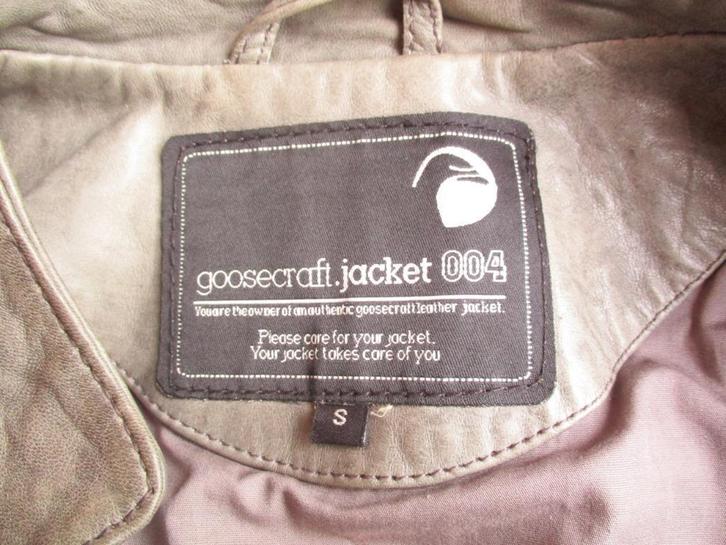 goosecraft.jacket 004
You are the owner of an authentic goosecraft leather jacket.
Please care for your jacket.
Your jacket takes care of you
S